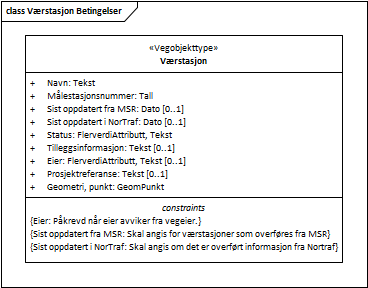 class Værstasjon Betingelser
«Vegobjekttype»
Værstasjon
+ Navn: Tekst
+ Målestasjonsnummer: Tall
+ Sist oppdatert fra MSR: Dato [0..1]
+ Sist oppdatert i NorTraf: Dato [0..1]
+ Status: FlerverdiAttributt, Tekst
+ Tilleggsinformasjon: Tekst [0..1]
+ Eier: FlerverdiAttributt, Tekst [0..1]
+ Prosjektreferanse: Tekst [0..1]
+ Geometri, punkt: GeomPunkt
constraints
{Eier: Påkrevd når eier avviker fra vegeier.}
{Sist oppdatert fra MSR: Skal angis for værstasjoner som overføres fra MSR}
{Sist oppdatert i NorTraf: Skal angis om det er overført informasjon fra Nortraf}